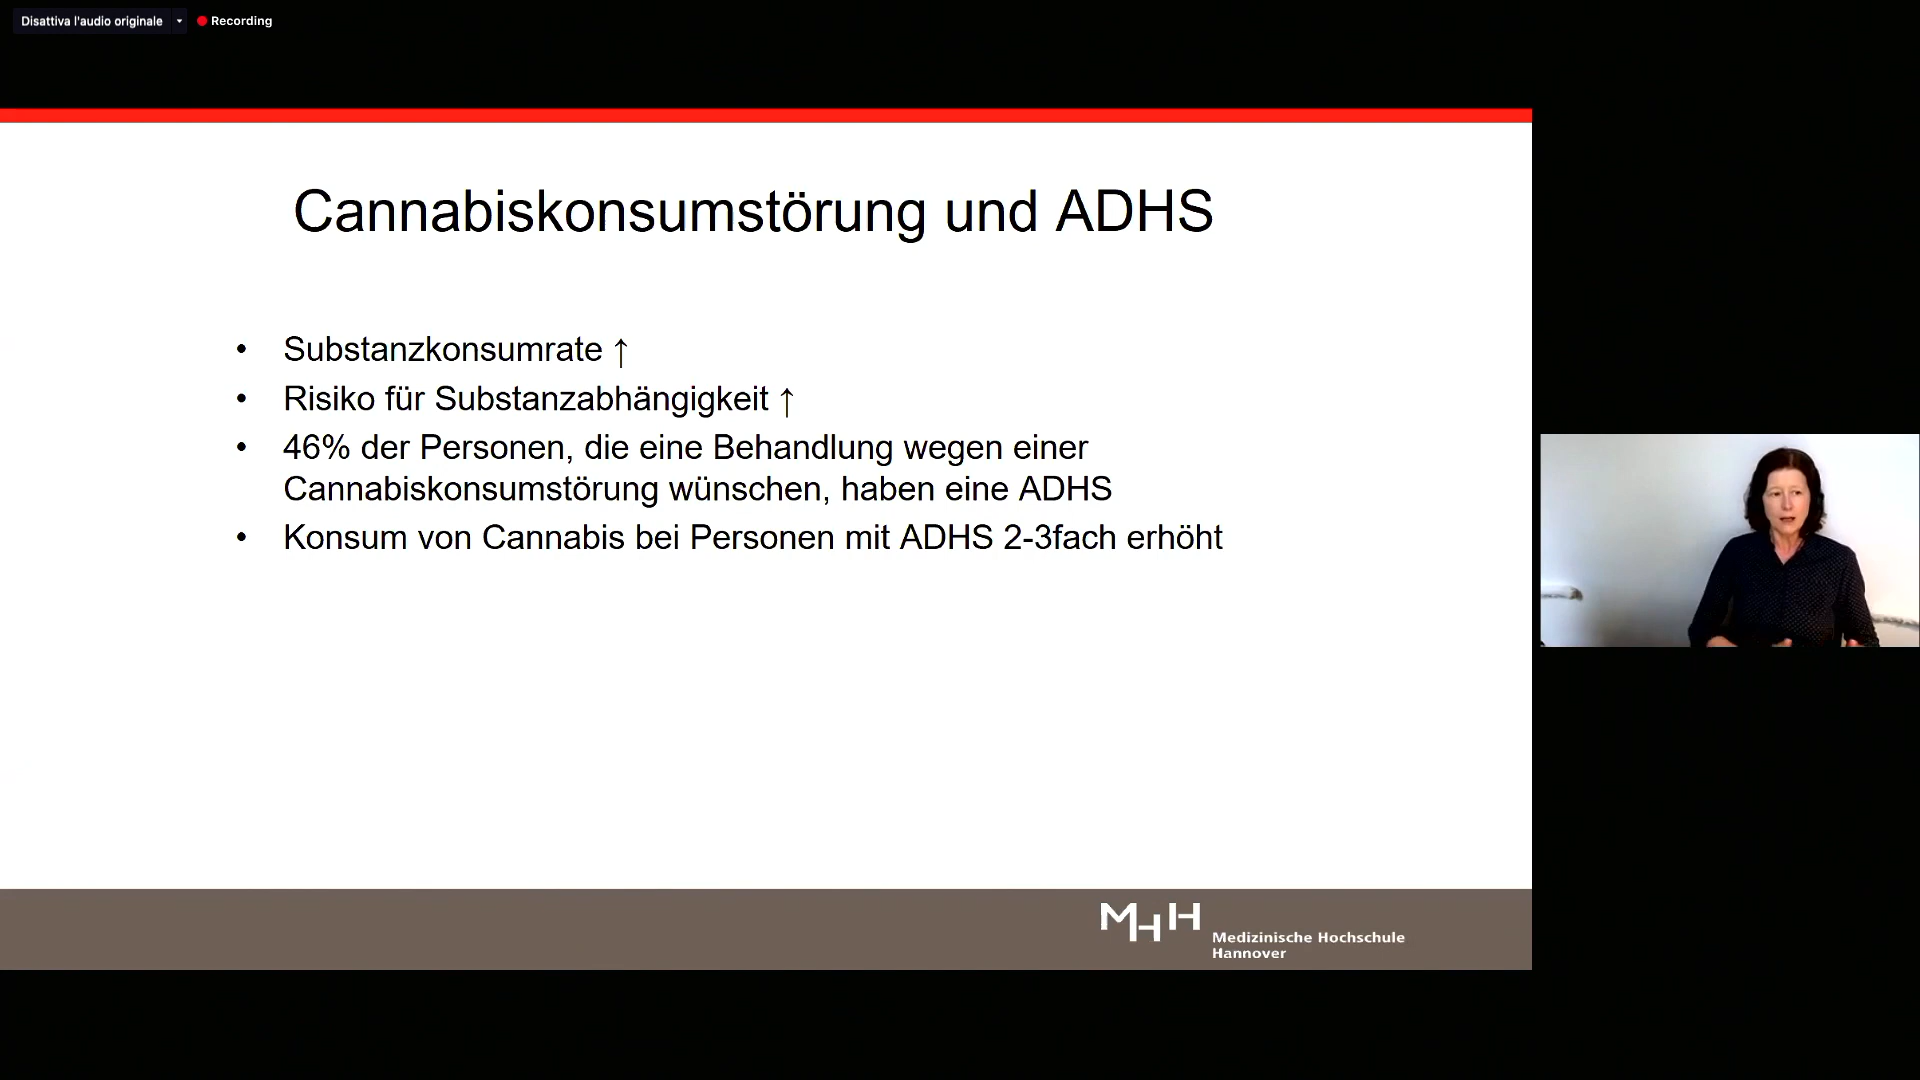 Disattiva l'audio originale
Recording
Cannabiskonsumstörung und ADHS
• Substanzkonsumrate ↑
• Risiko für Substanzabhängigkeit ↑
• 46% der Personen, die eine Behandlung wegen einer
Cannabiskonsumstörung wünschen, haben eine ADHS
• Konsum von Cannabis bei Personen mit ADHS 2-3fach erhöht
MHH
Medizinische Hochschule
Hannover